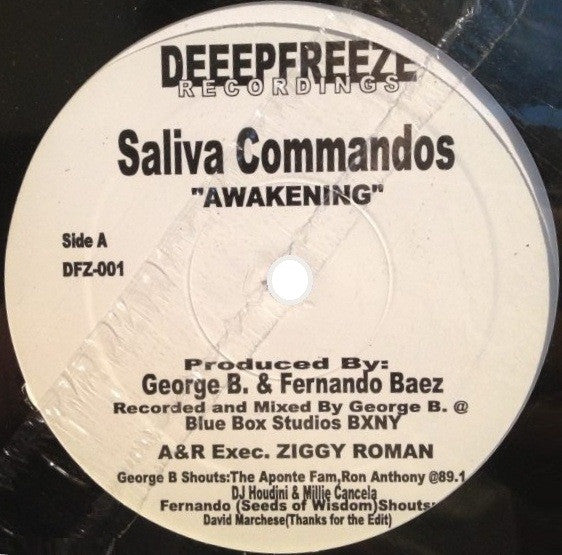 DEEEPFREEZE
RECORDINGS
Saliva Commandos
"AWAKENING"
Side A
DFZ-001
Produced By:
George B. & Fernando Baez
Recorded and Mixed By George B. @
Blue Box Studios BXNY
A&R Exec. ZIGGY ROMAN
George B Shouts:The Aponte Fam,Ron Anthony @89.1
DJ Houdini & Millie Cancela
Fernando (Seeds of Wisdom)Shouts:
David Marchese(Thanks for the Edit)